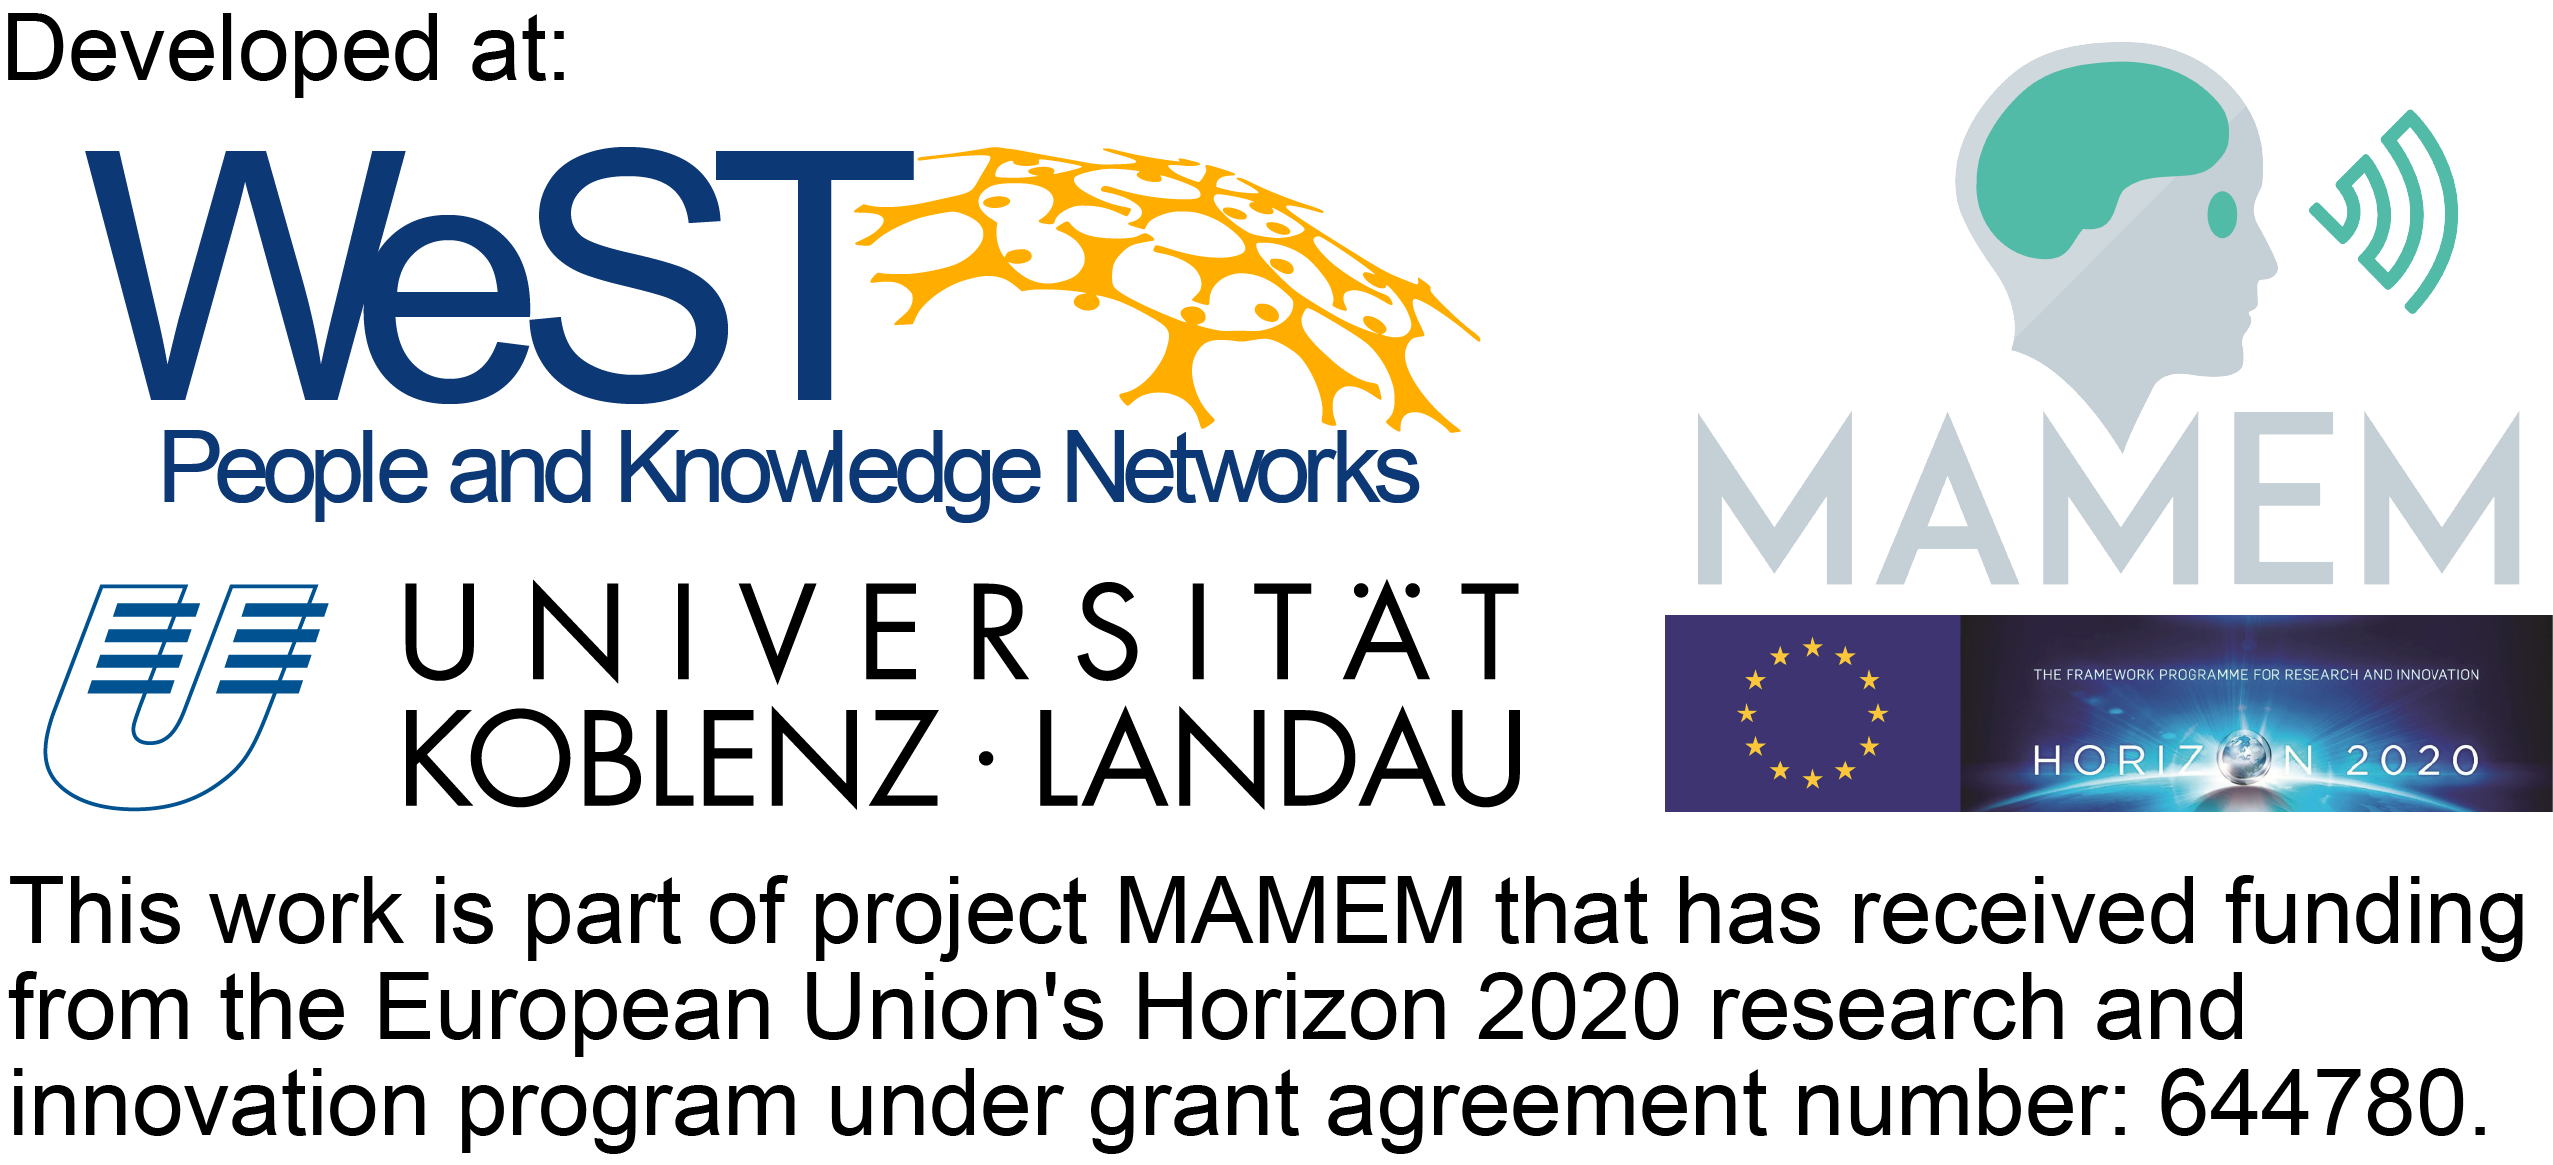 Developed at:
WeST
People and Knowledge Networks
UNIVERSITÄT
KOBLENZ · LANDAU
MAMEM
THE FRAMEWORK PROGRAMME FOR RESEARCH AND INNOVATION
HORIZON 2020
This work is part of project MAMEM that has received funding
from the European Union's Horizon 2020 research and
innovation program under grant agreement number: 644780.